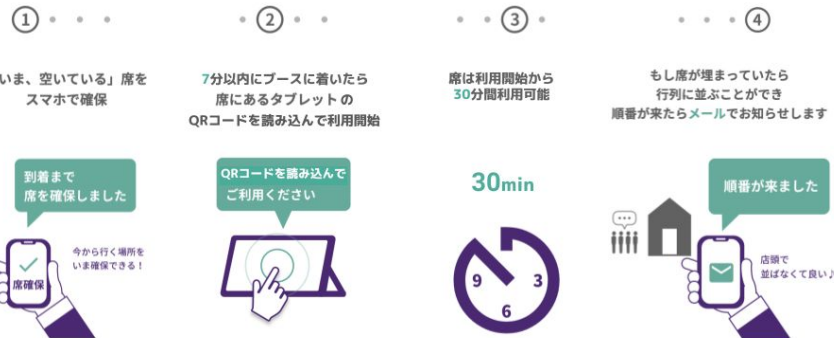 ①
いま、空いている」席を
スマホで確保
到着まで
席を確保しました
今から行く場所を
いま確保できる！
席確保
②
7分以内にブースに着いたら
席にあるタブレットの
QRコードを読み込んで利用開始
QRコードを読み込んで
ご利用ください
③
席は利用開始から
30分間利用可能
30min
9
3
6
④
もし席が埋まっていたら
行列に並ぶことができ
順番が来たらメールでお知らせします
順番が来ました
店頭で
並ばなくて良い♪